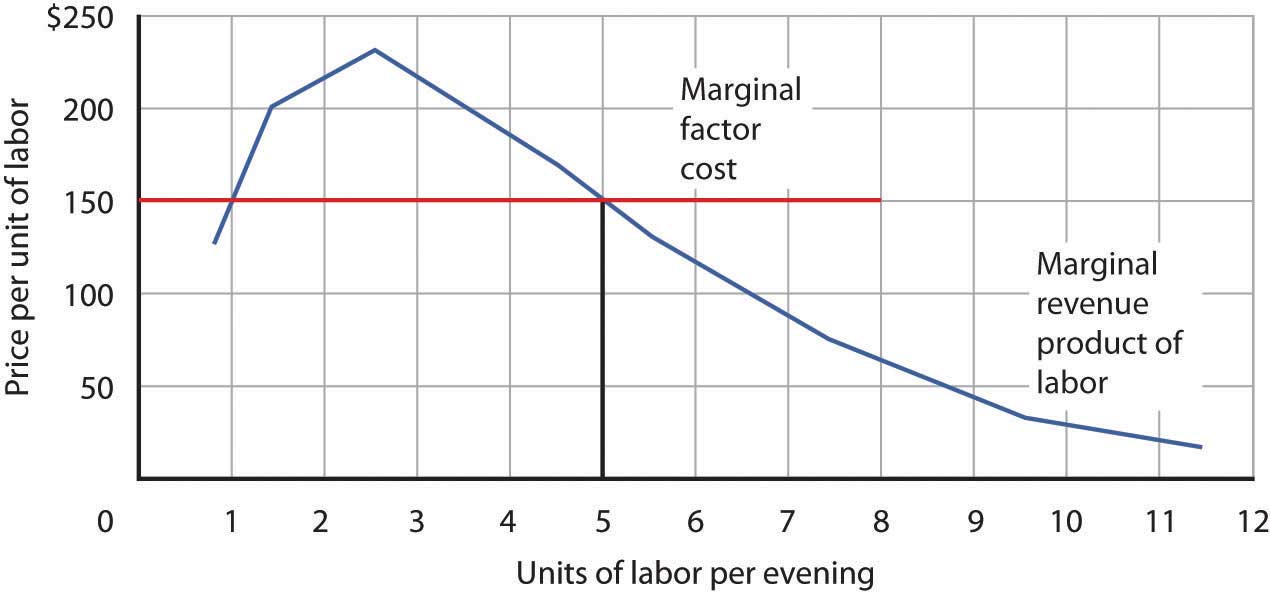 $250
200
150
100
50
0
Price per unit of labor
Marginal
factor
cost
Marginal
revenue
product of
labor
1 2 3 4 5 6 7 8 9 10 11 12
Units of labor per evening